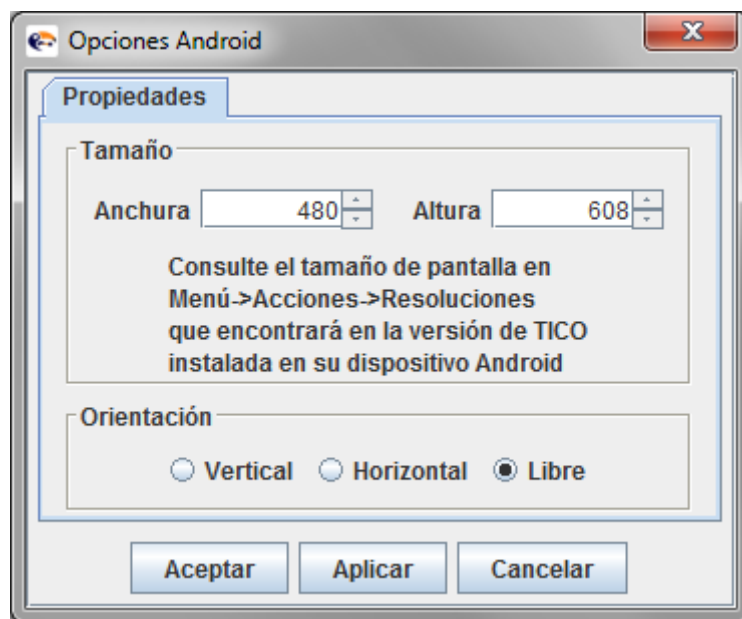 Opciones Android
Propiedades
Tamaño
Anchura 480 Altura 608
Consulte el tamaño de pantalla en
Menú->Acciones->Resoluciones
que encontrará en la versión de TICO
instalada en su dispositivo Android
Orientación
Vertical Horizontal Libre
Aceptar Aplicar Cancelar